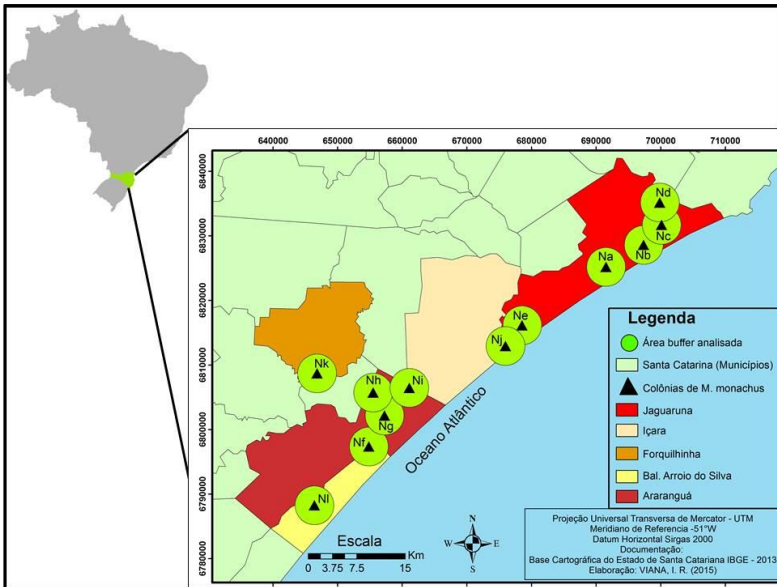 640000 650000 660000 670000 680000 690000 700000 710000
6840000
6830000
6820000
6810000
6800000
6790000
6780000
Nd
Nc
Nb
Na
Ne
Nj
Nk
Nh
Ni
Ng
Nf
Nl
Oceano Atlântico
Legenda
Área buffer analisada
Santa Catarina (Municípios)
Colônias de M. monachus
Jaguaruna
Içara
Forquilhinha
Bal. Arroio do Silva
Araranguá
Escala
Km
0 3.75 7.5 15
N
W E
S
Projeção Universal Transversa de Mercator - UTM
Meridiano de Referencia -51°W
Datum Horizontal Sirgas 2000
Documentação:
Base Cartográfica do Estado de Santa Catariana IBGE - 2013
Elaboração: VIANA, I. R. (2015)